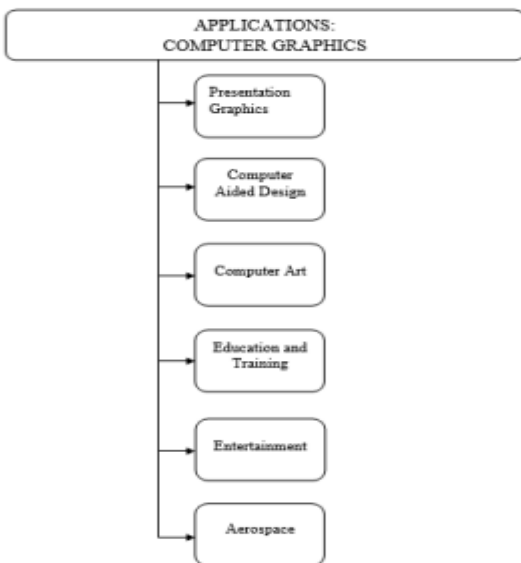 APPLICATIONS:
COMPUTER GRAPHICS
Presentation
Graphics
Computer
Aided Design
Computer Art
Education and
Training
Entertainment
Aerospace